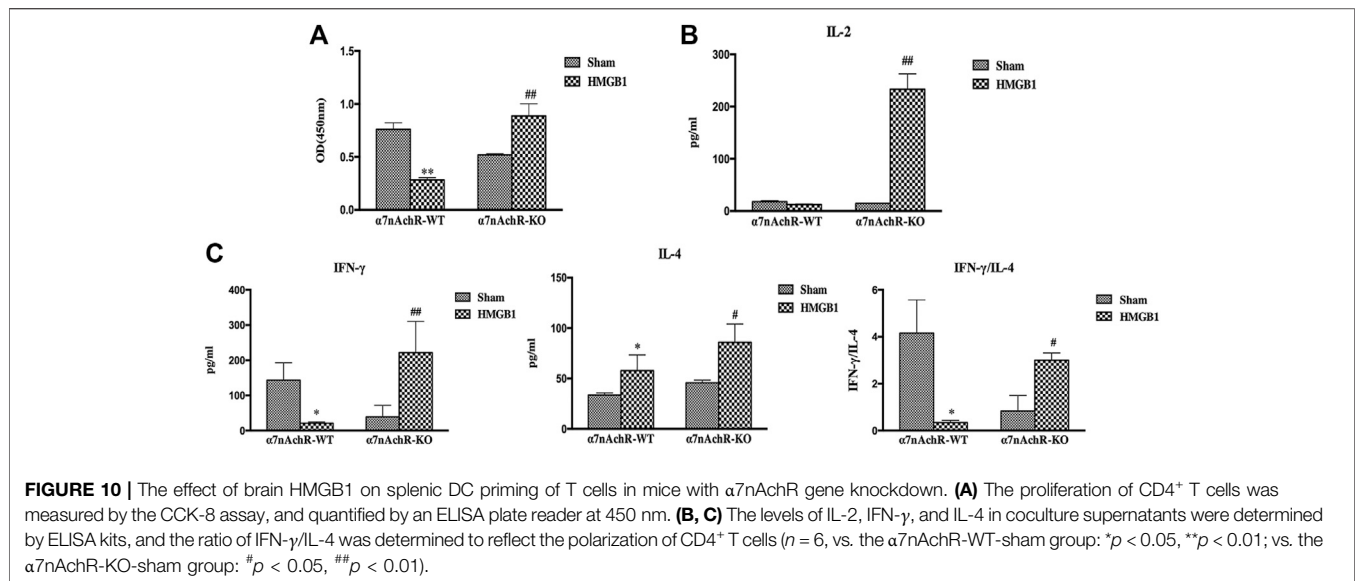 A
1.5
1.0
0.5
0.0
OD(450nm)
Sham
HMGB1
**
##
α7nAchR-WT α7nAchR-KO
B
IL-2
300
200
100
0
pg/ml
Sham
HMGB1
##
α7nAchR-WT α7nAchR-KO
C
IFN-γ
400
300
200
100
0
pg/ml
Sham
HMGB1
*
##
α7nAchR-WT α7nAchR-KO
IL-4
150
100
50
0
pg/ml
Sham
HMGB1
*
#
α7nAchR-WT α7nAchR-KO
IFN-γ/IL-4
6
4
2
0
IFN-γ/IL-4
Sham
HMGB1
*
#
α7nAchR-WT α7nAchR-KO
FIGURE 10 | The effect of brain HMGB1 on splenic DC priming of T cells in mice with α7nAchR gene knockdown. (A) The proliferation of CD4⁺ T cells was
measured by the CCK-8 assay, and quantified by an ELISA plate reader at 450 nm. (B, C) The levels of IL-2, IFN-γ, and IL-4 in coculture supernatants were determined
by ELISA kits, and the ratio of IFN-γ/IL-4 was determined to reflect the polarization of CD4⁺ T cells (n = 6, vs. the α7nAchR-WT-sham group: *p < 0.05, **p < 0.01; vs. the
α7nAchR-KO-sham group: #p < 0.05, ##p < 0.01).